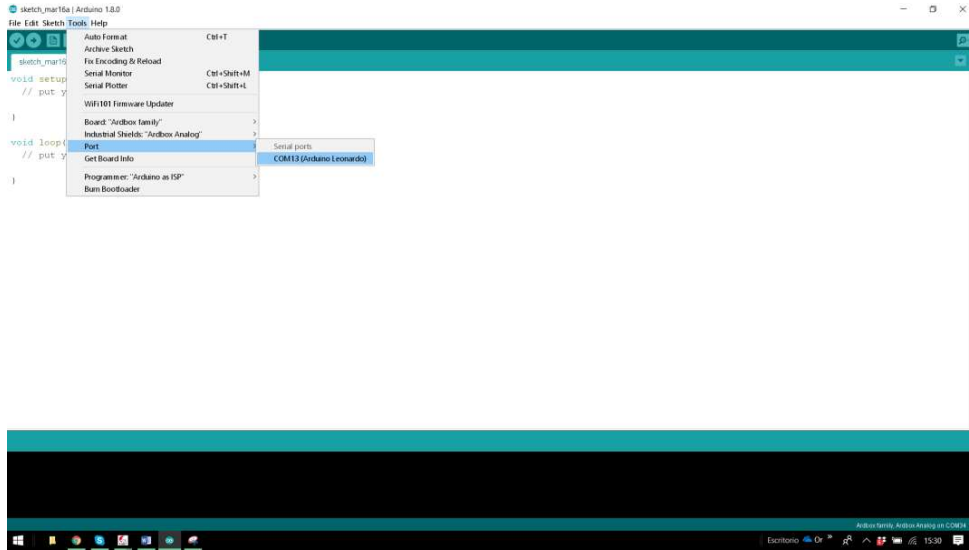 sketch_mar16a | Arduino 1.8.0
File Edit Sketch Tools Help
sketch_mar16
Auto Format Ctrl+T
Archive Sketch
Fix Encoding & Reload
Serial Monitor Ctrl+Shift+M
Serial Plotter Ctrl+Shift+L
WiFi101 Firmware Updater
Board: "Ardbox family"
Industrial Shields: "Ardbox Analog"
Port
Get Board Info
Programmer: "Arduino as ISP"
Burn Bootloader
Serial ports
COM13 (Arduino Leonardo)
void setup
// put y
}
void loop(
// put y
}
Ardbox family, Ardbox Analog on COM34
Escritorio Or » 15:30